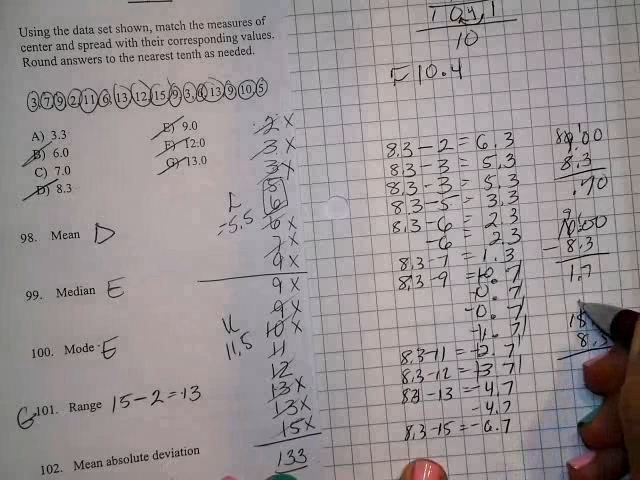 Using the data set shown, match the measures of
center and spread with their corresponding values.
Round answers to the nearest tenth as needed.
3, 7, 9, 2, 11, 6, 13, 12, 15, 9, 3, 6, 13, 9, 10, 5
A) 3.3 E) 9.0
B) 6.0 F) 12.0
C) 7.0 G) 13.0
D) 8.3
98. Mean D
99. Median E
100. Mode E
G 101. Range 15-2=13
102. Mean absolute deviation
2 x
3 x
3 x
5
6
6 x
7 x
9 x
9 x
9 x
10 x
11
12
13 x
13 x
15 x
133
L
=5.5
U
11.5
10
=10.4
8.3-2=6.3
8.3-3=5.3
8.3-3=5.3
8.3-5=3.3
8.3-6=2.3
-6= 2.3
8.3-7=1.3
8.3-9=-0.7
-0.7
-0.7
-1.7
8.3-11=-2.7
8.3-12=-3.7
8.3-13=-4.7
-4.7
8.3-15=-6.7
8.3
.70
10.00
-8.3
1.7